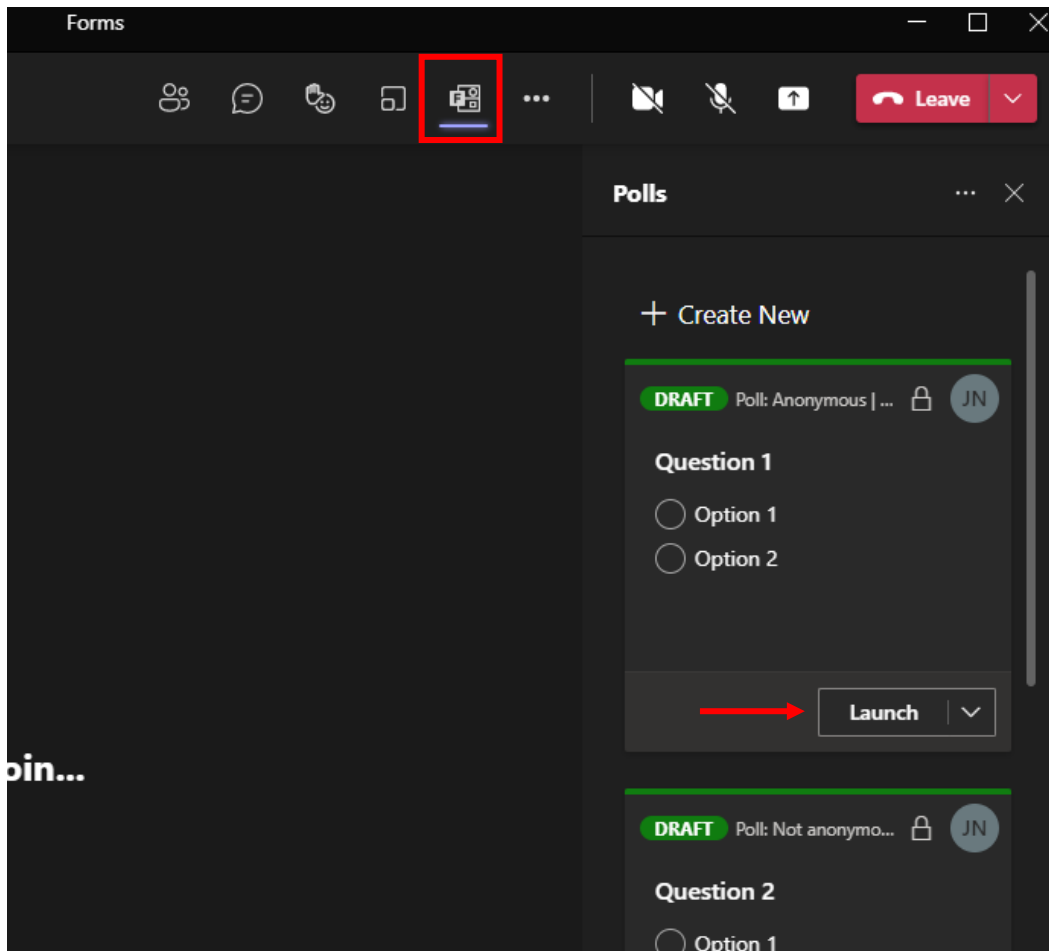 Forms
Leave
Polls
Create New
DRAFT Poll: Anonymous | ... JN
Question 1
Option 1
Option 2
Launch
oin...
DRAFT Poll: Not anonymo... JN
Question 2
Option 1